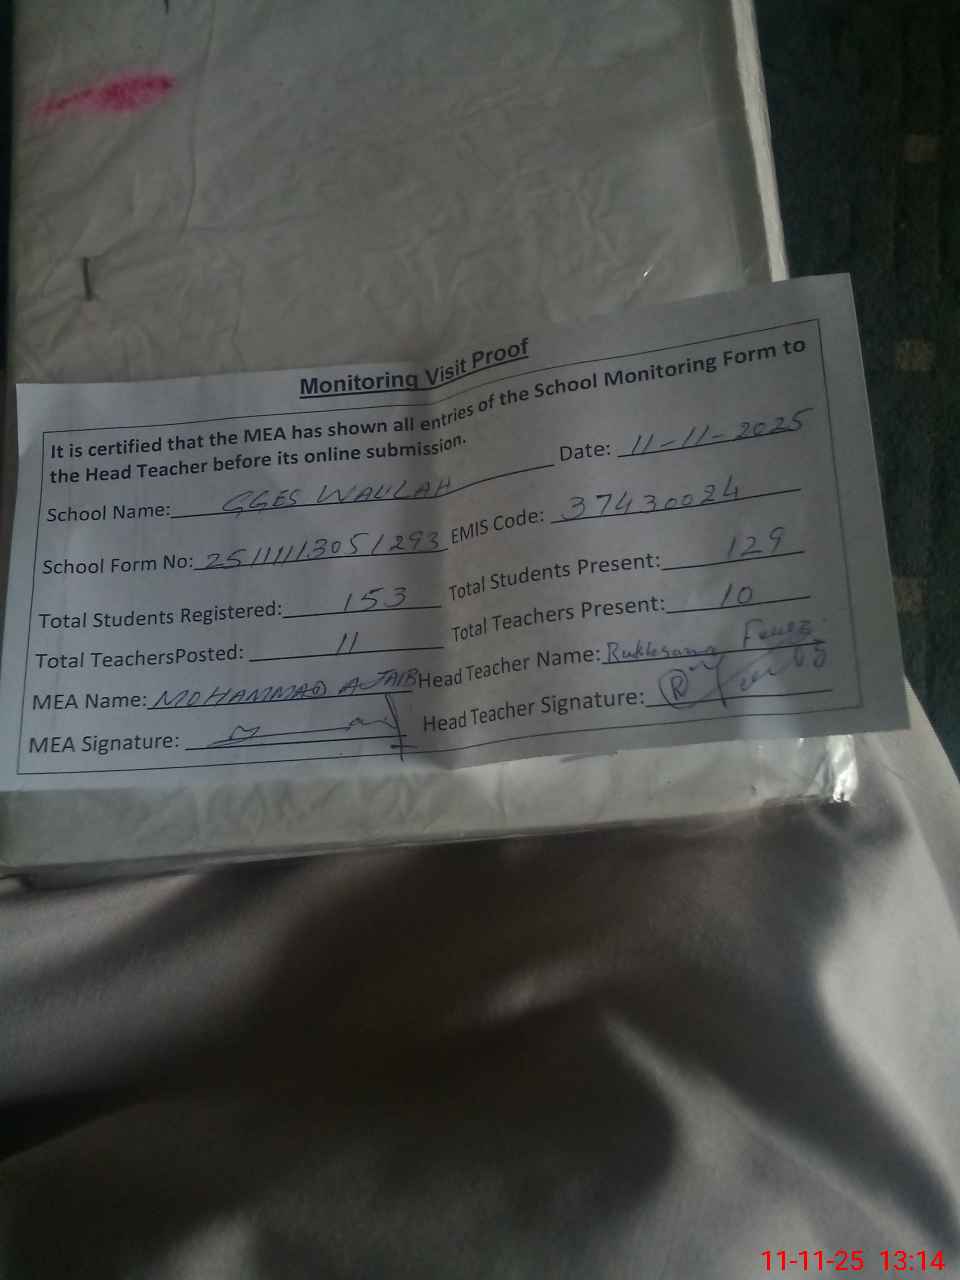 Monitoring Visit Proof
It is certified that the MEA has shown all entries of the School Monitoring Form to
the Head Teacher before its online submission.
School Name: GGES WAULAH Date: 11-11-2025
School Form No: 25111113051293 EMIS Code: 37430024
Total Students Registered: 153 Total Students Present: 129
Total TeachersPosted: 11 Total Teachers Present: 10
MEA Name: MOHAMMAD AJAIB Head Teacher Name: Rukhsana
MEA Signature: Head Teacher Signature:
11-11-25 13:14